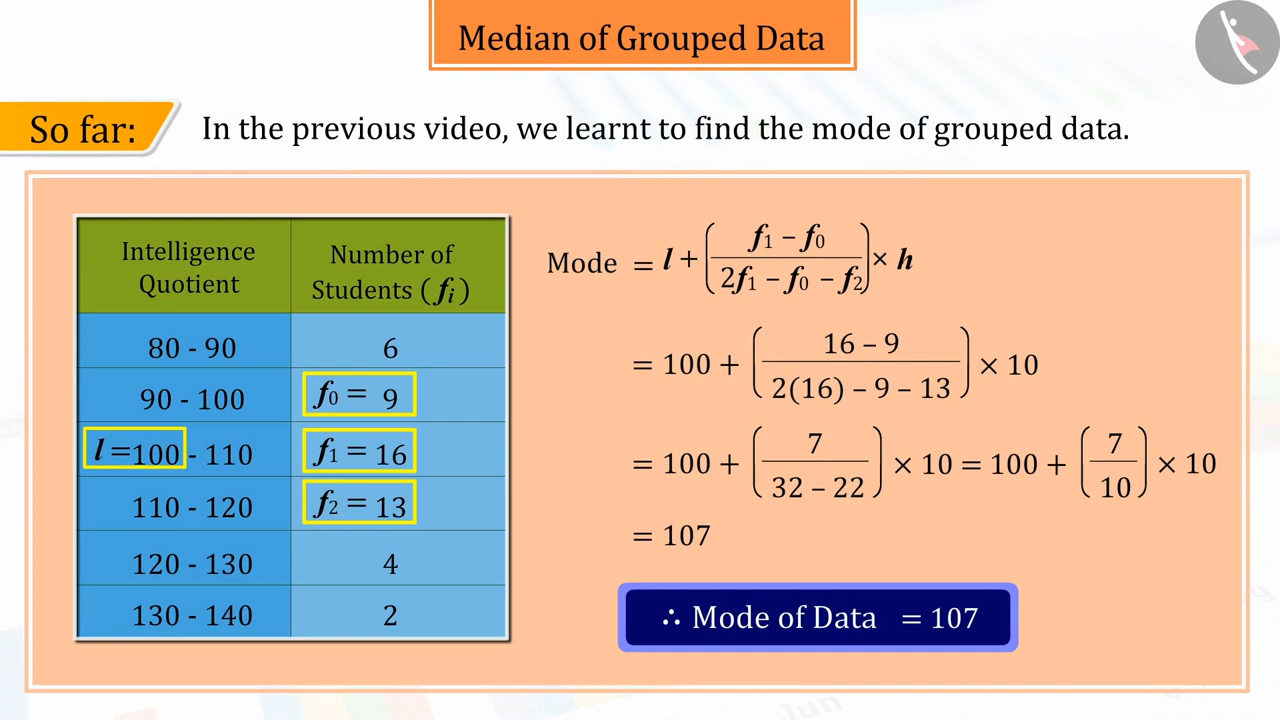 Median of Grouped Data
So far:
In the previous video, we learnt to find the mode of grouped data.
Intelligence Quotient
Number of Students (fᵢ)
80 - 90 6
90 - 100 f₀ = 9
l = 100 - 110 f₁ = 16
110 - 120 f₂ = 13
120 - 130 4
130 - 140 2
Mode = l + ( (f₁ – f₀) / (2f₁ – f₀ – f₂) ) × h
= 100 + ( (16 – 9) / (2(16) – 9 – 13) ) × 10
= 100 + ( 7 / (32 – 22) ) × 10 = 100 + ( 7 / 10 ) × 10
= 107
∴ Mode of Data = 107
Jun